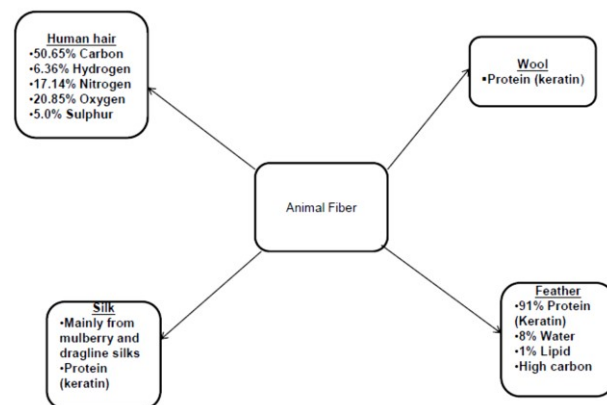 Human hair
•50.65% Carbon
•6.36% Hydrogen
•17.14% Nitrogen
•20.85% Oxygen
•5.0% Sulphur
Wool
▪Protein (keratin)
Animal Fiber
Silk
•Mainly from
mulberry and
dragline silks
•Protein
(keratin)
Feather
•91% Protein
(Keratin)
•8% Water
•1% Lipid
•High carbon